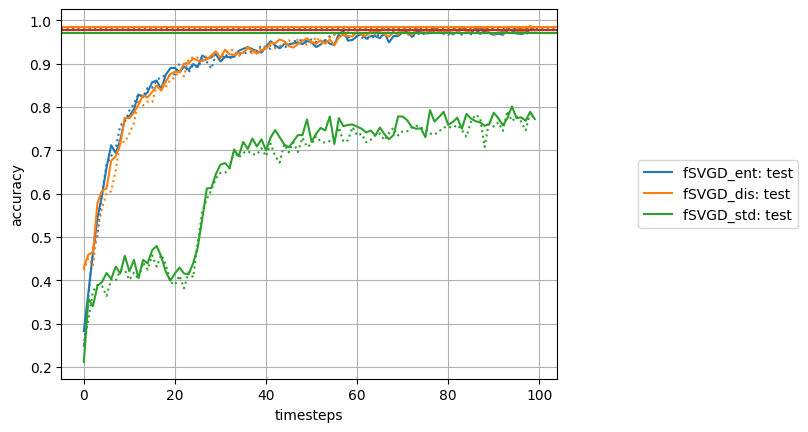 1.0
0.9
0.8
0.7
0.6
0.5
0.4
0.3
0.2
accuracy
0 20 40 60 80 100
timesteps
fSVGD_ent: test
fSVGD_dis: test
fSVGD_std: test